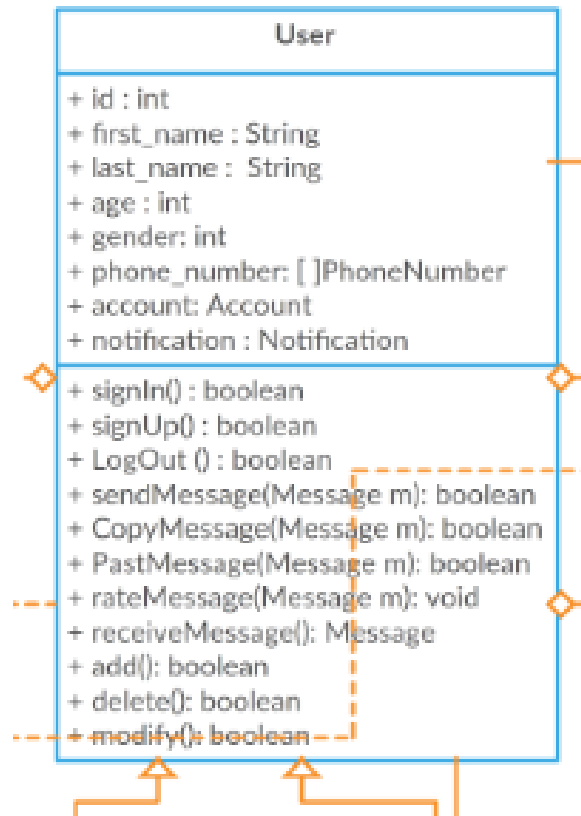 User
+ id : int
+ first_name : String
+ last_name : String
+ age : int
+ gender: int
+ phone_number: [ ]PhoneNumber
+ account: Account
+ notification : Notification
+ signIn() : boolean
+ signUp() : boolean
+ LogOut () : boolean
+ sendMessage(Message m): boolean
+ CopyMessage(Message m): boolean
+ PastMessage(Message m): boolean
+ rateMessage(Message m): void
+ receiveMessage(): Message
+ add(): boolean
+ delete(): boolean
+ modify(): boolean